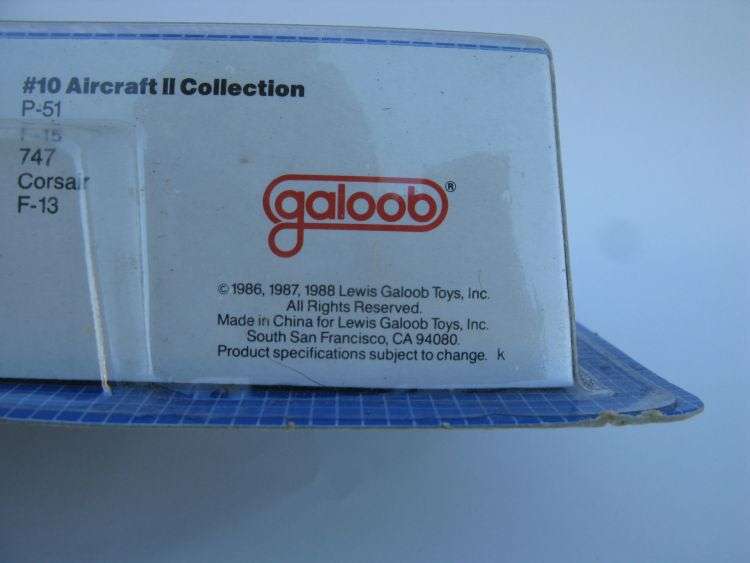 #10 Aircraft II Collection
P-51
F-15
747
Corsair
F-13
galoob®
© 1986, 1987, 1988 Lewis Galoob Toys, Inc.
All Rights Reserved.
Made in China for Lewis Galoob Toys, Inc.
South San Francisco, CA 94080.
Product specifications subject to change. k